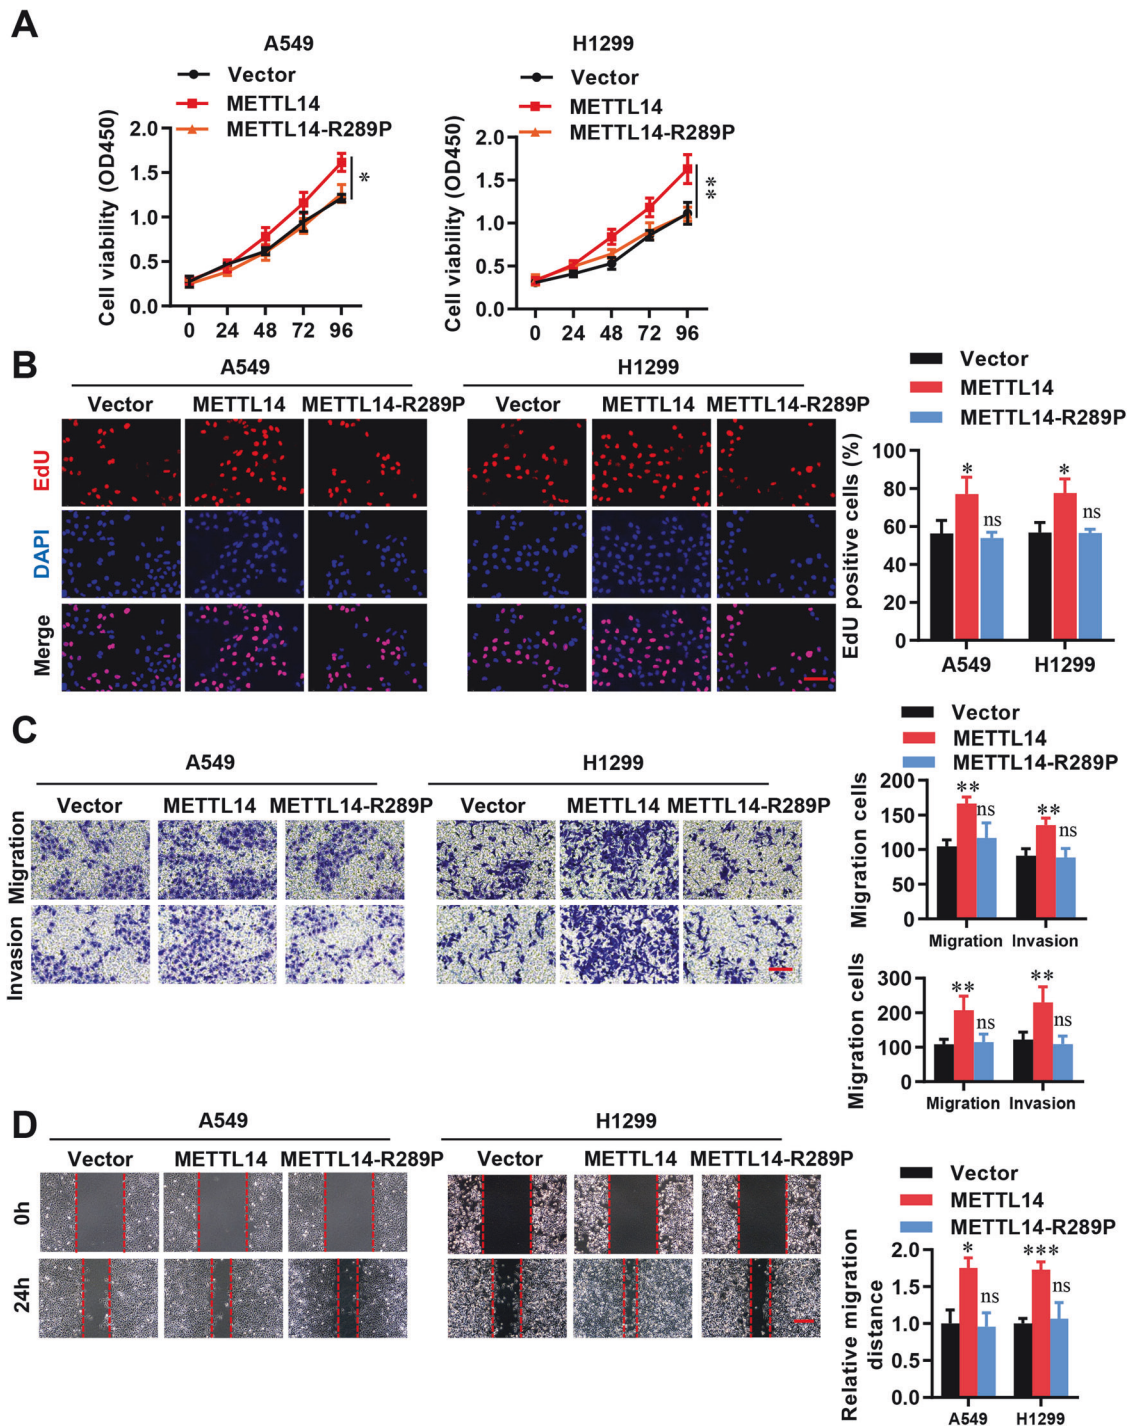 A
A549
Vector
METTL14
METTL14-R289P
Cell viability (OD450)
2.0
1.5
1.0
0.5
0.0
*
0 24 48 72 96
H1299
Vector
METTL14
METTL14-R289P
Cell viability (OD450)
2.0
1.5
1.0
0.5
0.0
**
0 24 48 72 96
B
A549
Vector METTL14 METTL14-R289P
H1299
Vector METTL14 METTL14-R289P
EdU
DAPI
Merge
Vector
METTL14
METTL14-R289P
EdU positive cells (%)
100
80
60
40
20
0
* ns * ns
A549 H1299
C
A549
Vector METTL14 METTL14-R289P
H1299
Vector METTL14 METTL14-R289P
Migration
Invasion
Vector
METTL14
METTL14-R289P
Migration cells
200
150
100
50
0
** ns ** ns
Migration Invasion
Migration cells
300
200
100
0
** ns ** ns
Migration Invasion
D
A549
Vector METTL14 METTL14-R289P
H1299
Vector METTL14 METTL14-R289P
0h
24h
Vector
METTL14
METTL14-R289P
Relative migration
distance
2.0
1.5
1.0
0.5
0.0
* ns *** ns
A549 H1299